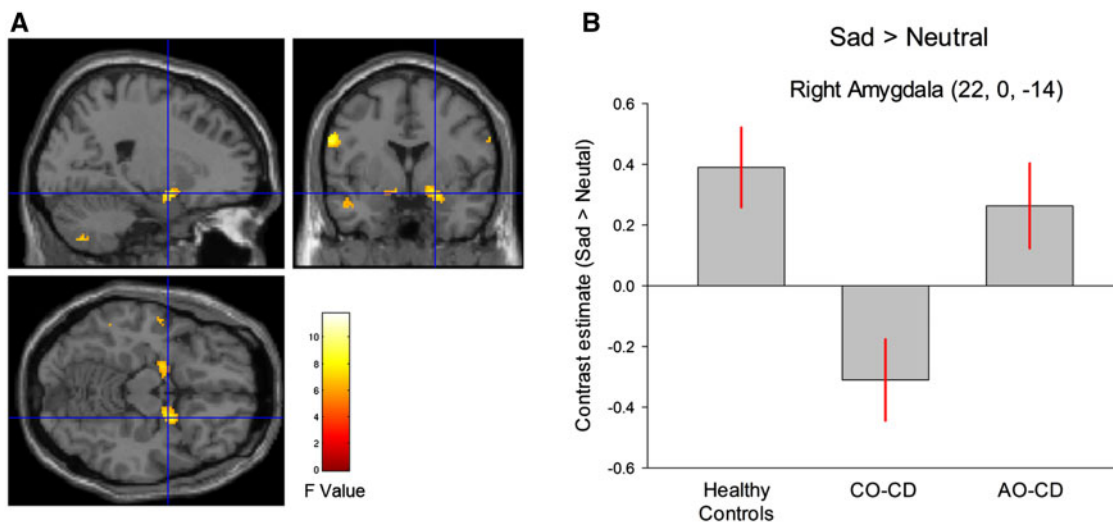 A
10
8
6
4
2
0
F Value
B
Sad > Neutral
Right Amygdala (22, 0, -14)
Contrast estimate (Sad > Neutal)
0.6
0.4
0.2
0.0
-0.2
-0.4
-0.6
Healthy
Controls
CO-CD
AO-CD